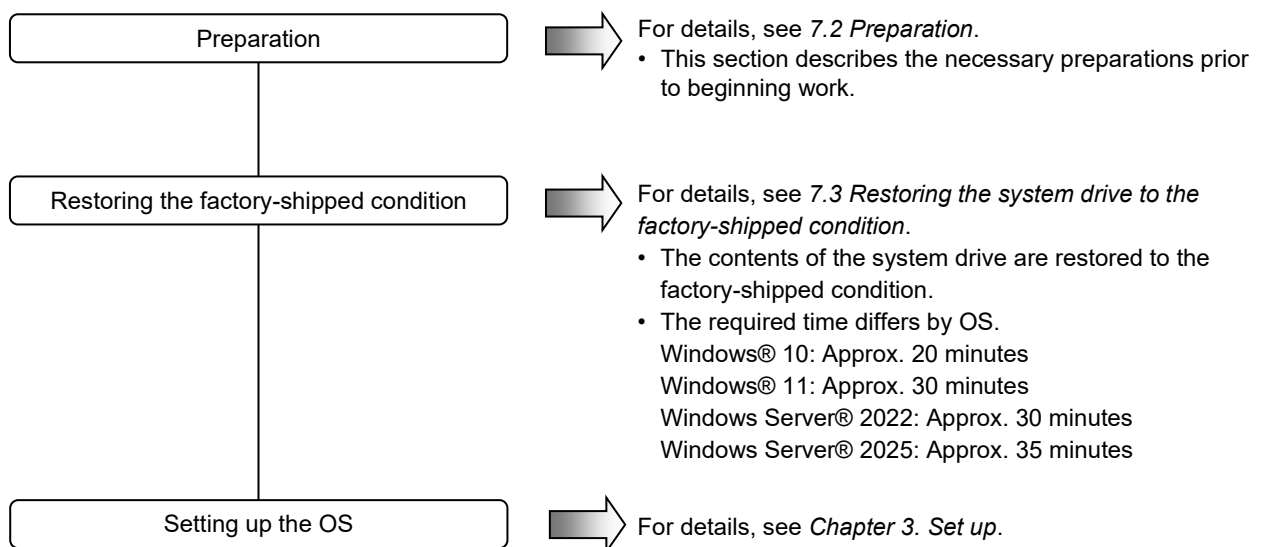 Preparation
For details, see 7.2 Preparation.
• This section describes the necessary preparations prior
to beginning work.
Restoring the factory-shipped condition
For details, see 7.3 Restoring the system drive to the
factory-shipped condition.
• The contents of the system drive are restored to the
factory-shipped condition.
• The required time differs by OS.
Windows® 10: Approx. 20 minutes
Windows® 11: Approx. 30 minutes
Windows Server® 2022: Approx. 30 minutes
Windows Server® 2025: Approx. 35 minutes
Setting up the OS
For details, see Chapter 3. Set up.